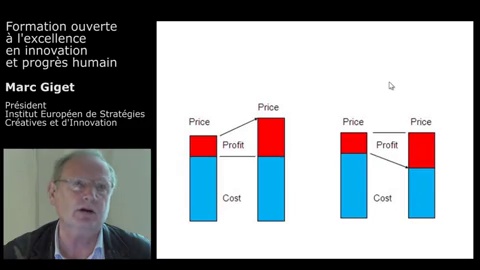 Formation ouverte
à l'excellence
en innovation
et progrès humain
Marc Giget
Président
Institut Européen de Stratégies
Créatives et d'Innovation
Price
Price
Profit
Cost
Price
Price
Profit
Cost